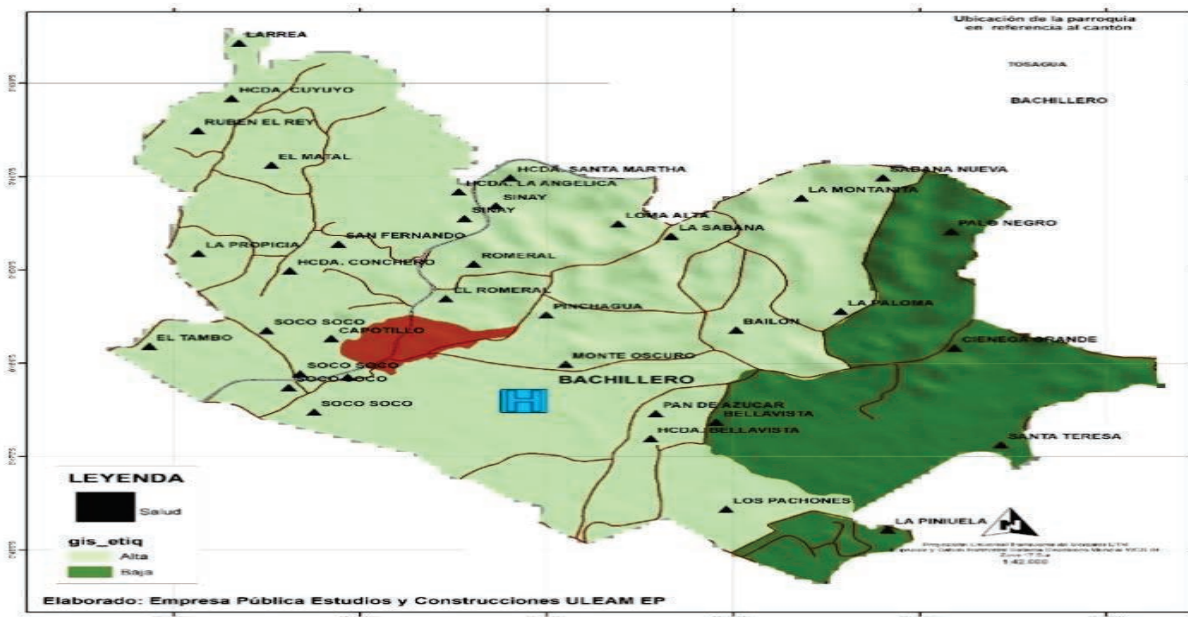 Ubicación de la parroquia
en referencia al cantón
TOSAGUA
BACHILLERO
LARREA
HCDA. CUYUYO
RUBEN EL REY
EL MATAL
HCDA. SANTA MARTHA
HCDA. LA ANGELICA
SINAY
SINAY
SABANA NUEVA
LA MONTANITA
LOMA ALTA
LA SABANA
PALO NEGRO
SAN FERNANDO
LA PROPICIA
HCDA. CONCHERO
ROMERAL
EL ROMERAL
PINCHAGUA
LA PALOMA
SOCO SOCO
CAPOTILLO
BAILON
EL TAMBO
CIENEGA GRANDE
MONTE OSCURO
SOCO SOCO
SOCO SOCO
BACHILLERO
H
SOCO SOCO
PAN DE AZUCAR
BELLAVISTA
HCDA. BELLAVISTA
SANTA TERESA
LOS PACHONES
LA PINIUELA
N
LEYENDA
Salud
gis_etiq
Alta
Baja
1:42.000
Elaborado: Empresa Pública Estudios y Construcciones ULEAM EP